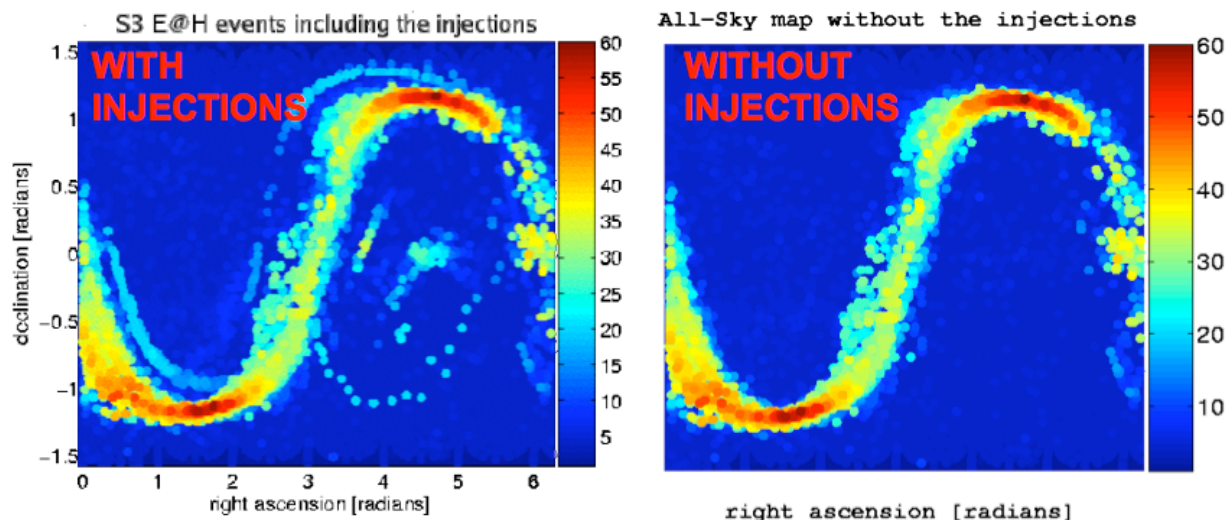 S3 E@H events including the injections
WITH
INJECTIONS
declination [radians]
1.5
1
0.5
0
−0.5
−1
−1.5
0 1 2 3 4 5 6
right ascension [radians]
60
55
50
45
40
35
30
25
20
15
10
5
All-Sky map without the injections
WITHOUT
INJECTIONS
60
50
40
30
20
10
right ascension [radians]